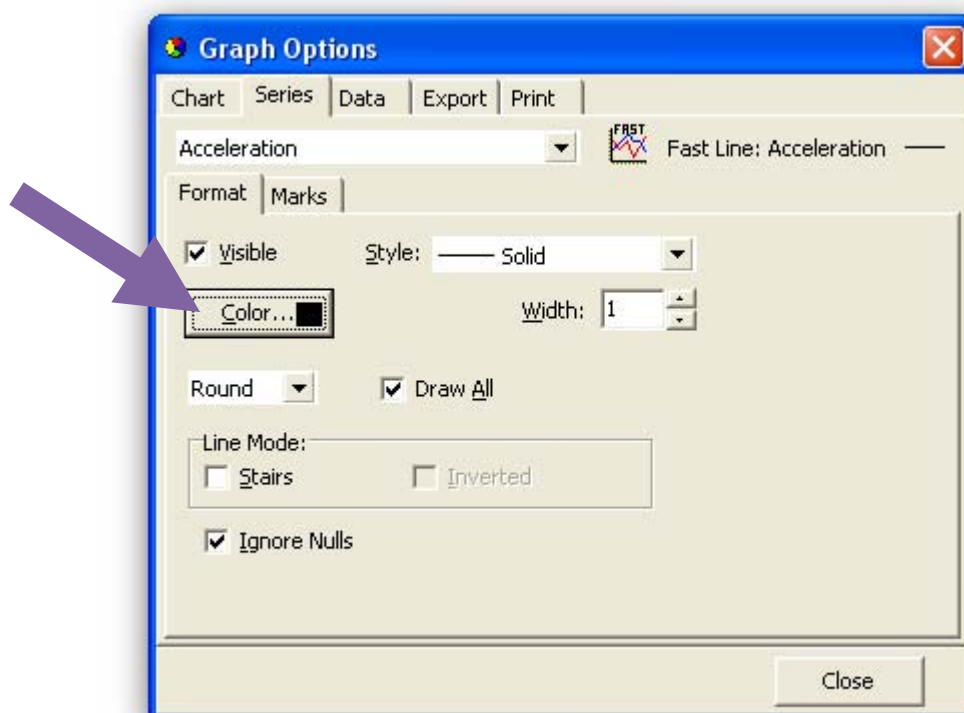 Graph Options
Chart Series Data Export Print
Acceleration FAST Fast Line: Acceleration
Format Marks
Visible Style: Solid
Color... Width: 1
Round Draw All
Line Mode:
Stairs Inverted
Ignore Nulls
Close